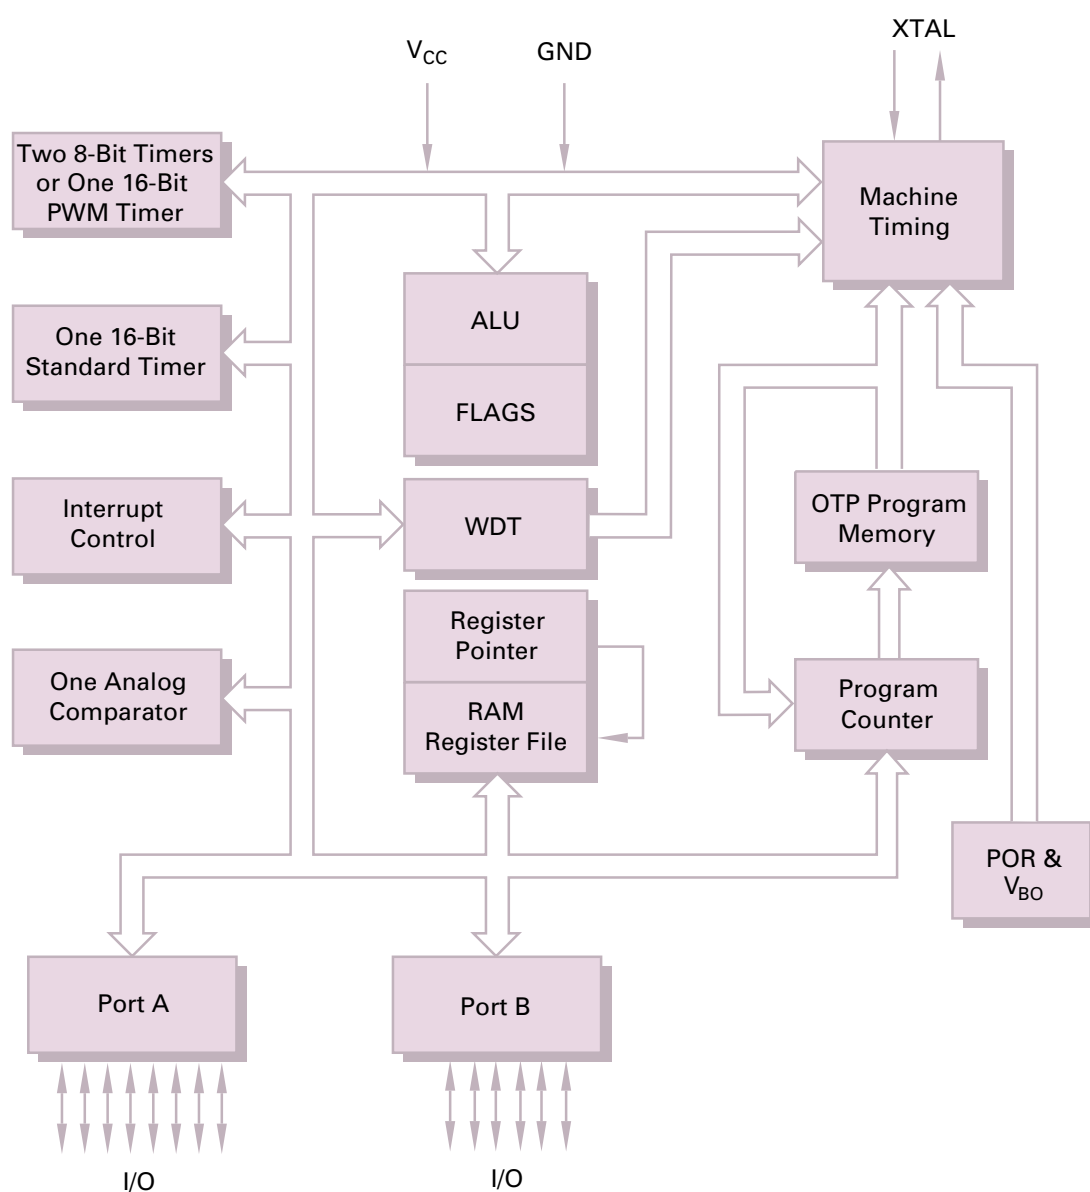 XTAL
VCC
GND
Two 8-Bit Timers
or One 16-Bit
PWM Timer
Machine
Timing
One 16-Bit
Standard Timer
ALU
FLAGS
Interrupt
Control
WDT
OTP Program
Memory
One Analog
Comparator
Register
Pointer
RAM
Register File
Program
Counter
POR &
VBO
Port A
Port B
I/O
I/O